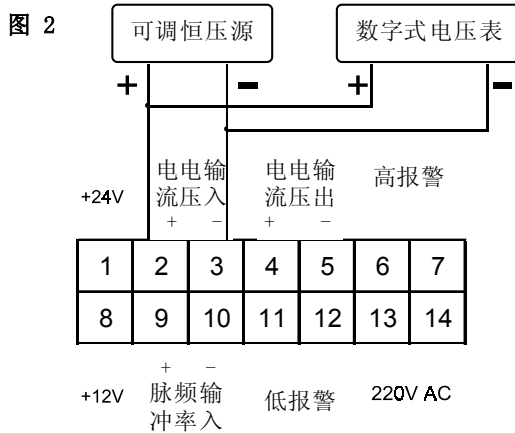 图 2
可调恒压源 数字式电压表
+ - + -
电电输 电电输 高报警
+24V 流压入 流压出
+ - + -
1 2 3 4 5 6 7
8 9 10 11 12 13 14
+ -
+12V 脉频输 低报警 220V AC
冲率入